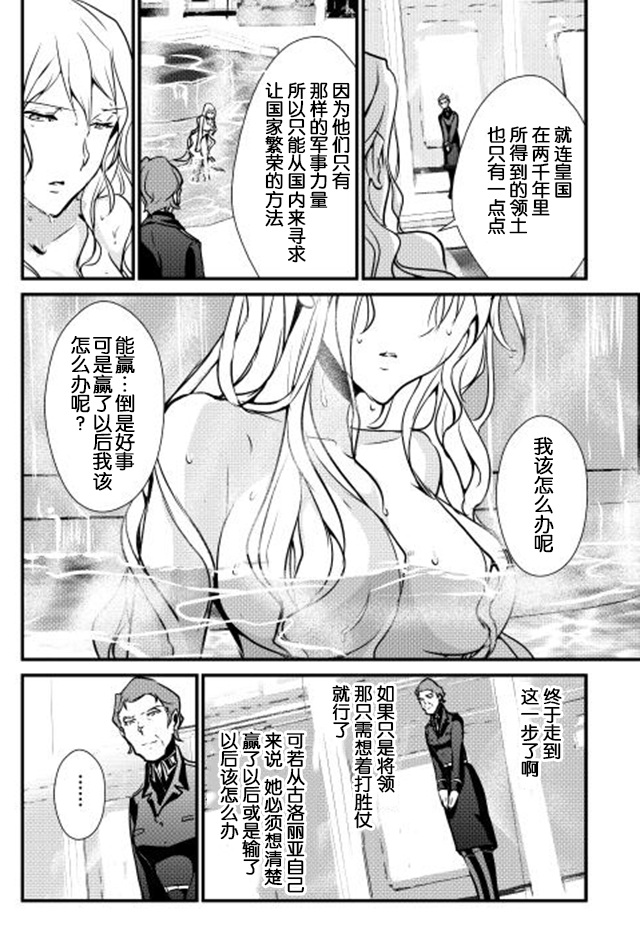 就连皇国
在两千年里
所得到的领土
也只有一点点
因为他们只有
那样的军事力量
所以只能从国内来寻求
让国家繁荣的方法
我该怎么办呢
能赢…倒是好事
可是赢了以后我该
怎么办呢？
终于走到
这一步了啊
如果只是将领
那只需想着打胜仗
就行了
可若从古洛丽亚自己
来说 她必须想清楚
赢了以后或是输了
以后该怎么办
……